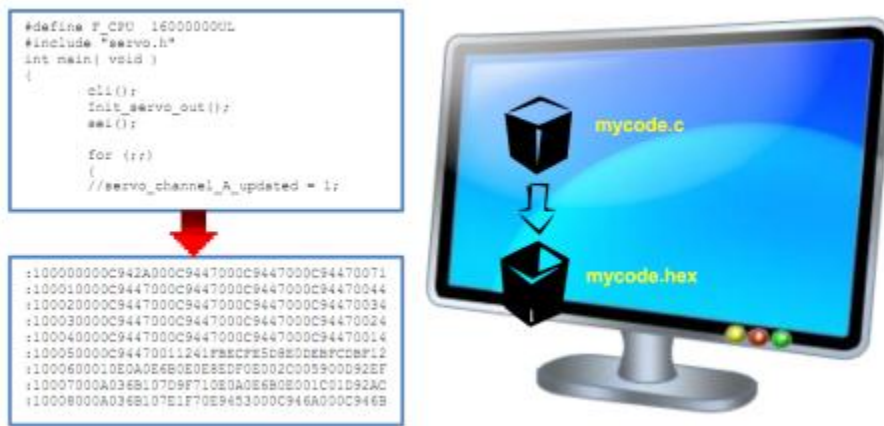 #define F_CPU 16000000UL
#include "servo.h"
int main( void )
{
cli();
Init_servo_out();
sei();
for (;;)
{
//servo_channel_A_updated = 1;
:100000000C942A000C9447000C9447000C94470071
:100010000C9447000C9447000C9447000C94470044
:100020000C9447000C9447000C9447000C94470034
:100030000C9447000C9447000C9447000C94470024
:100040000C9447000C9447000C9447000C94470014
:100050000C94470011241FBECFE5D8E0DEBFCDBF12
:1000600010E0A0E6B0E0E8EDF0E002C005900D92EF
:10007000A036B107D9F710E0A0E6B0E001C01D92AC
:10008000A036B107E1F70E9453000C946A000C946B
mycode.c
mycode.hex